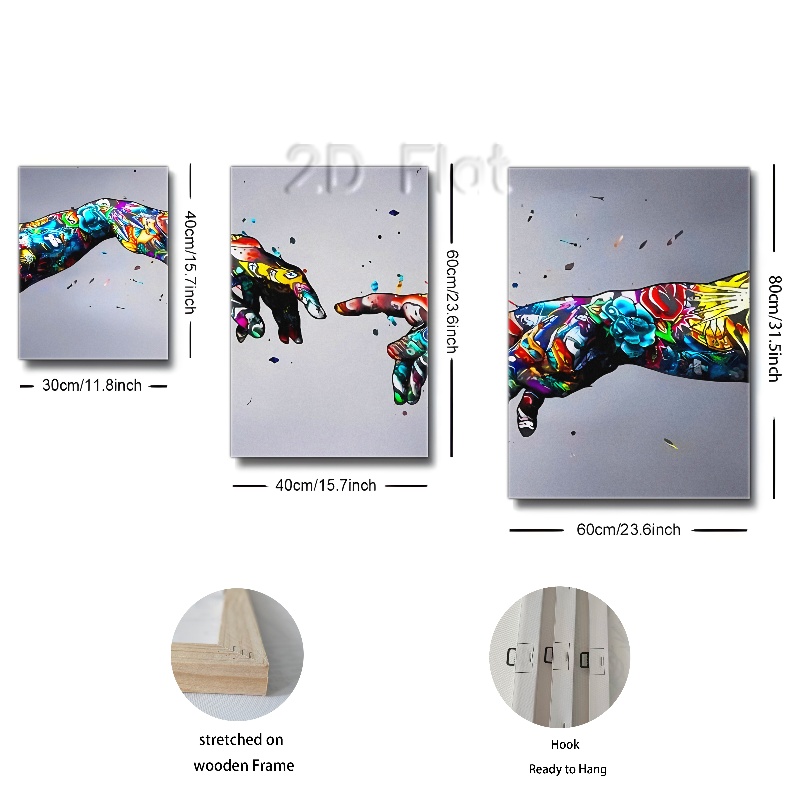 2D Flat
40cm/15.7inch
60cm/23.6inch
80cm/31.5inch
30cm/11.8inch
40cm/15.7inch
60cm/23.6inch
stretched on
wooden Frame
Hook
Ready to Hang